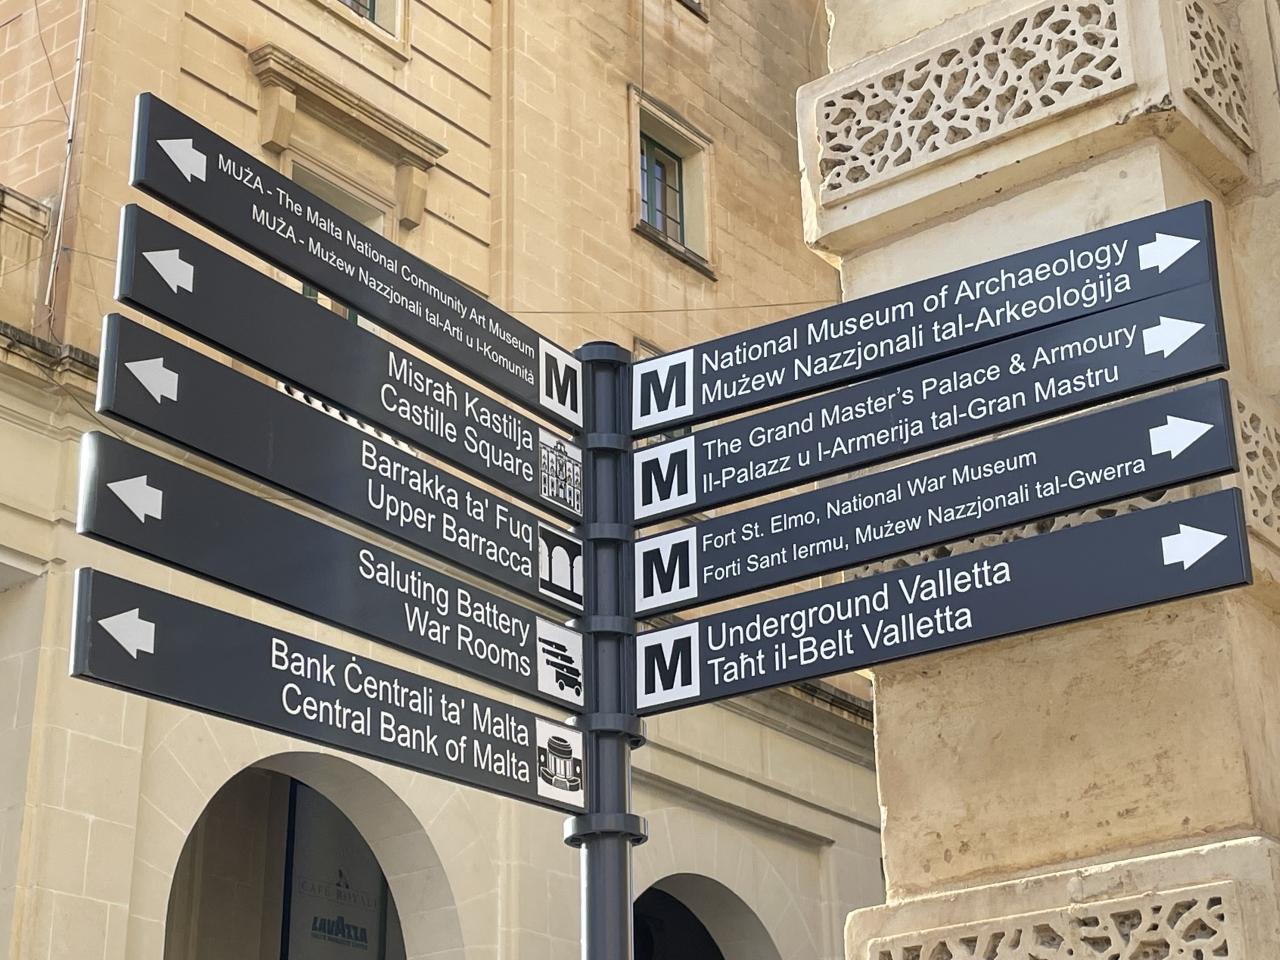 MUŻA - The Malta National Community Art Museum
MUŻA - Mużew Nazzjonali tal-Arti u l-Komunità
M
Misraħ Kastilja
Castille Square
Barrakka ta' Fuq
Upper Barracca
Saluting Battery
War Rooms
Bank Ċentrali ta' Malta
Central Bank of Malta
M
National Museum of Archaeology
Mużew Nazzjonali tal-Arkeoloġija
M
The Grand Master's Palace & Armoury
Il-Palazz u l-Armerija tal-Gran Mastru
M
Fort St. Elmo, National War Museum
Forti Sant Iermu, Mużew Nazzjonali tal-Gwerra
M
Underground Valletta
Taħt il-Belt Valletta
CAFE ROYALE
LAVAZZA